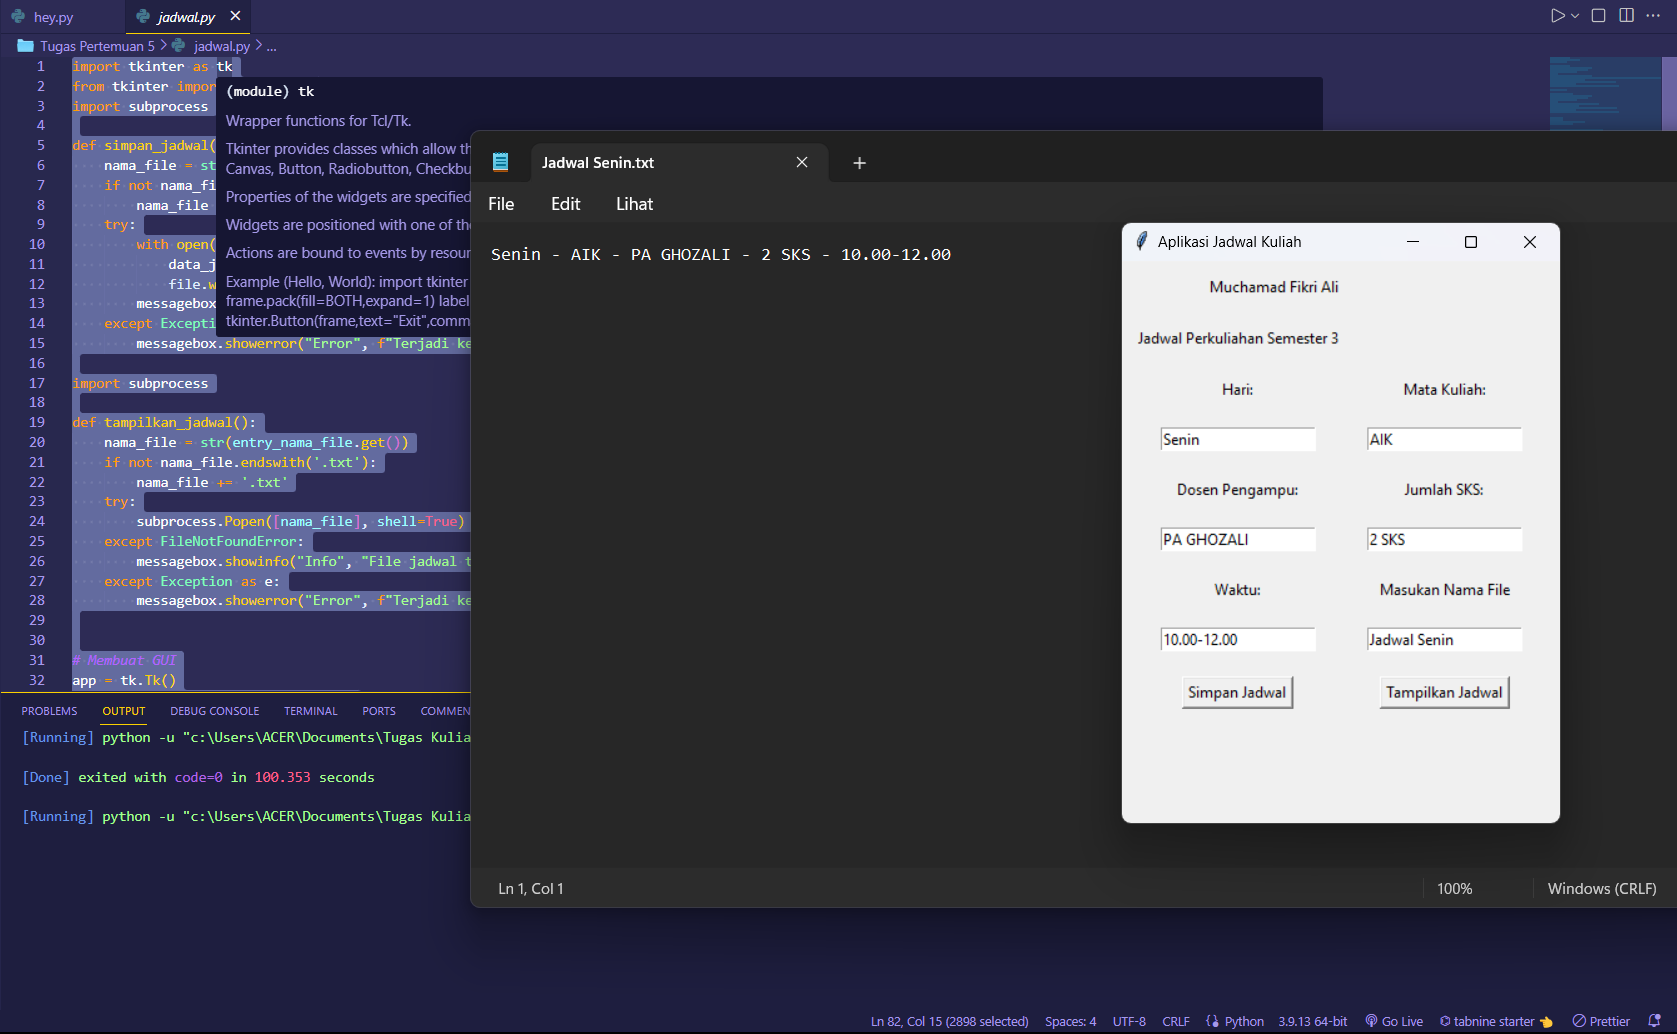 hey.py
jadwal.py
Tugas Pertemuan 5 > jadwal.py > ...
1 import tkinter as tk
2 from tkinter impor
3 import subprocess
4
5 def simpan_jadwal(
6 nama_file = st
7 if not nama_fi
8 nama_file
9 try:
10 with open(
11 data_j
12 file.w
13 messagebox
14 except Excepti
15 messagebox.showerror("Error", f"Terjadi ke
16
17 import subprocess
18
19 def tampilkan_jadwal():
20 nama_file = str(entry_nama_file.get())
21 if not nama_file.endswith('.txt'):
22 nama_file += '.txt'
23 try:
24 subprocess.Popen([nama_file], shell=True)
25 except FileNotFoundError:
26 messagebox.showinfo("Info", "File jadwal t
27 except Exception as e:
28 messagebox.showerror("Error", f"Terjadi ke
29
30
31 # Membuat GUI
32 app = tk.Tk()
(module) tk
Wrapper functions for Tcl/Tk.
Tkinter provides classes which allow th
Canvas, Button, Radiobutton, Checkbu
Properties of the widgets are specified
Widgets are positioned with one of the
Actions are bound to events by resour
Example (Hello, World): import tkinter
frame.pack(fill=BOTH,expand=1) label
tkinter.Button(frame,text="Exit",comm
Jadwal Senin.txt
File Edit Lihat
Senin - AIK - PA GHOZALI - 2 SKS - 10.00-12.00
Ln 1, Col 1
100%
Windows (CRLF)
Aplikasi Jadwal Kuliah
Muchamad Fikri Ali
Jadwal Perkuliahan Semester 3
Hari: Mata Kuliah:
Senin AIK
Dosen Pengampu: Jumlah SKS:
PA GHOZALI 2 SKS
Waktu: Masukan Nama File
10.00-12.00 Jadwal Senin
Simpan Jadwal Tampilkan Jadwal
PROBLEMS OUTPUT DEBUG CONSOLE TERMINAL PORTS COMMEN
[Running] python -u "c:\Users\ACER\Documents\Tugas Kulia
[Done] exited with code=0 in 100.353 seconds
[Running] python -u "c:\Users\ACER\Documents\Tugas Kulia
Ln 82, Col 15 (2898 selected) Spaces: 4 UTF-8 CRLF Python 3.9.13 64-bit Go Live tabnine starter Prettier